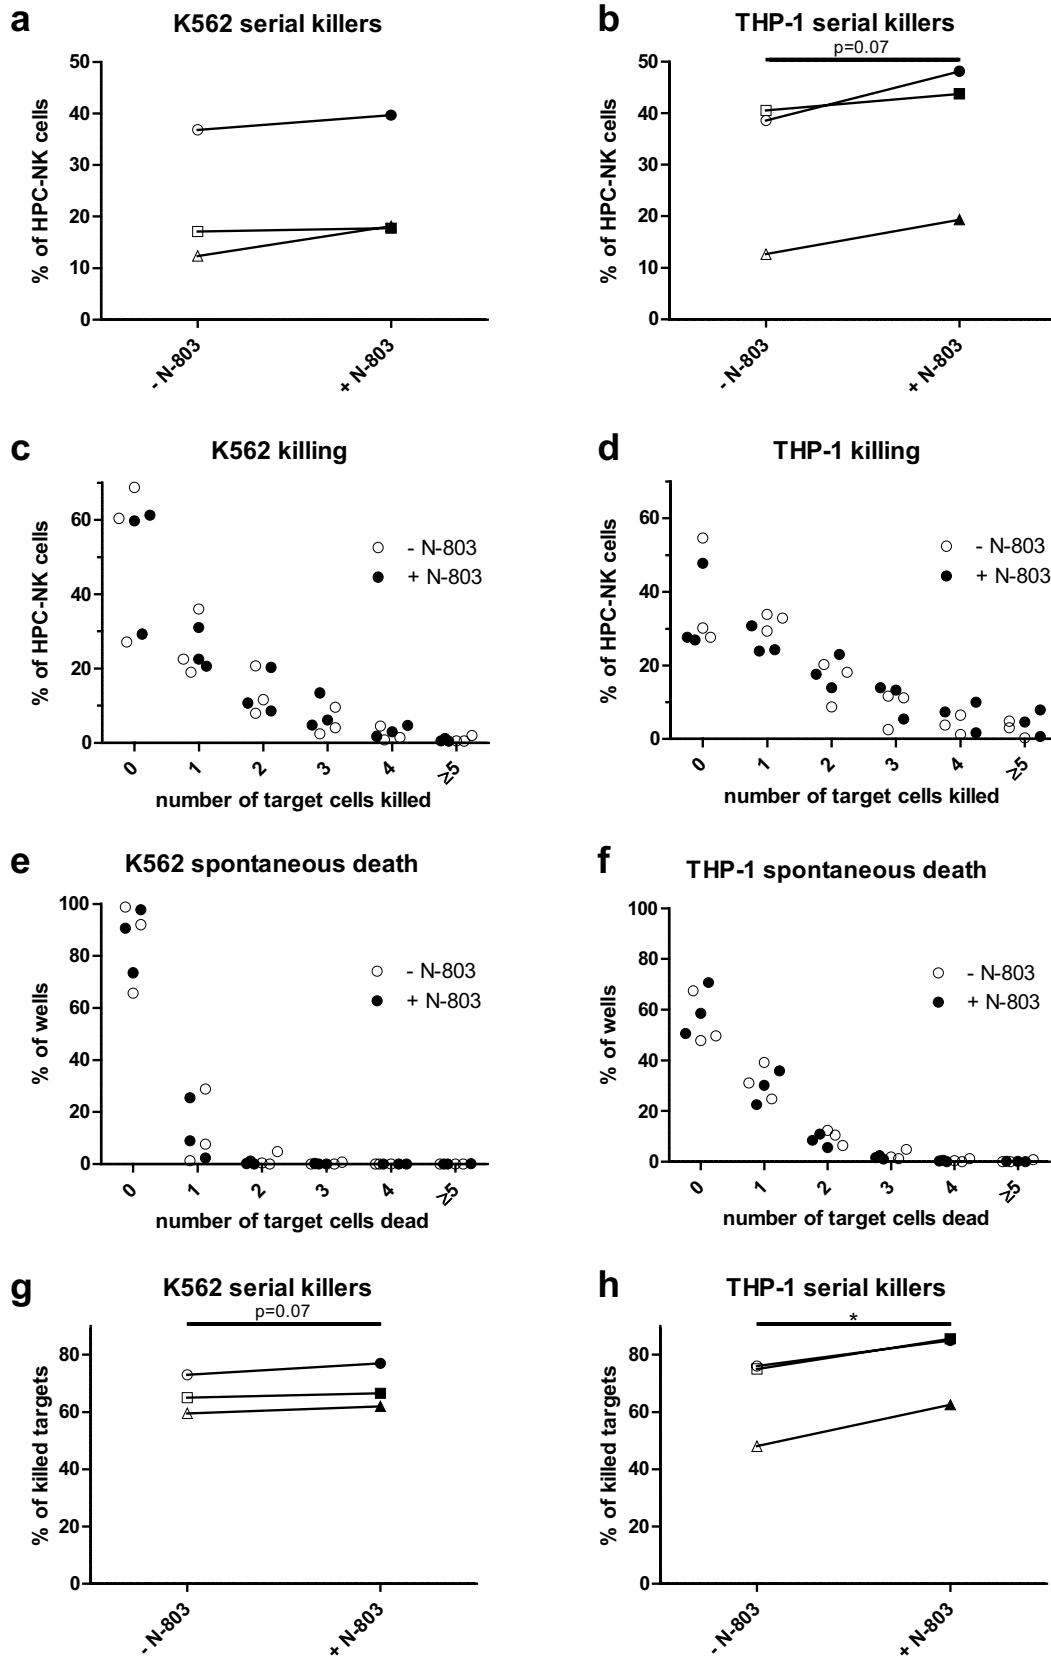 a
K562 serial killers
% of HPC-NK cells
50
40
30
20
10
0
- N-803
+ N-803
b
THP-1 serial killers
p=0.07
% of HPC-NK cells
50
40
30
20
10
0
- N-803
+ N-803
c
K562 killing
% of HPC-NK cells
60
40
20
0
- N-803
+ N-803
0 1 2 3 4 ≥5
number of target cells killed
d
THP-1 killing
% of HPC-NK cells
60
40
20
0
- N-803
+ N-803
0 1 2 3 4 ≥5
number of target cells killed
e
K562 spontaneous death
% of wells
100
80
60
40
20
0
- N-803
+ N-803
0 1 2 3 4 ≥5
number of target cells dead
f
THP-1 spontaneous death
% of wells
100
80
60
40
20
0
- N-803
+ N-803
0 1 2 3 4 ≥5
number of target cells dead
g
K562 serial killers
p=0.07
% of killed targets
80
60
40
20
0
- N-803
+ N-803
h
THP-1 serial killers
*
% of killed targets
80
60
40
20
0
- N-803
+ N-803